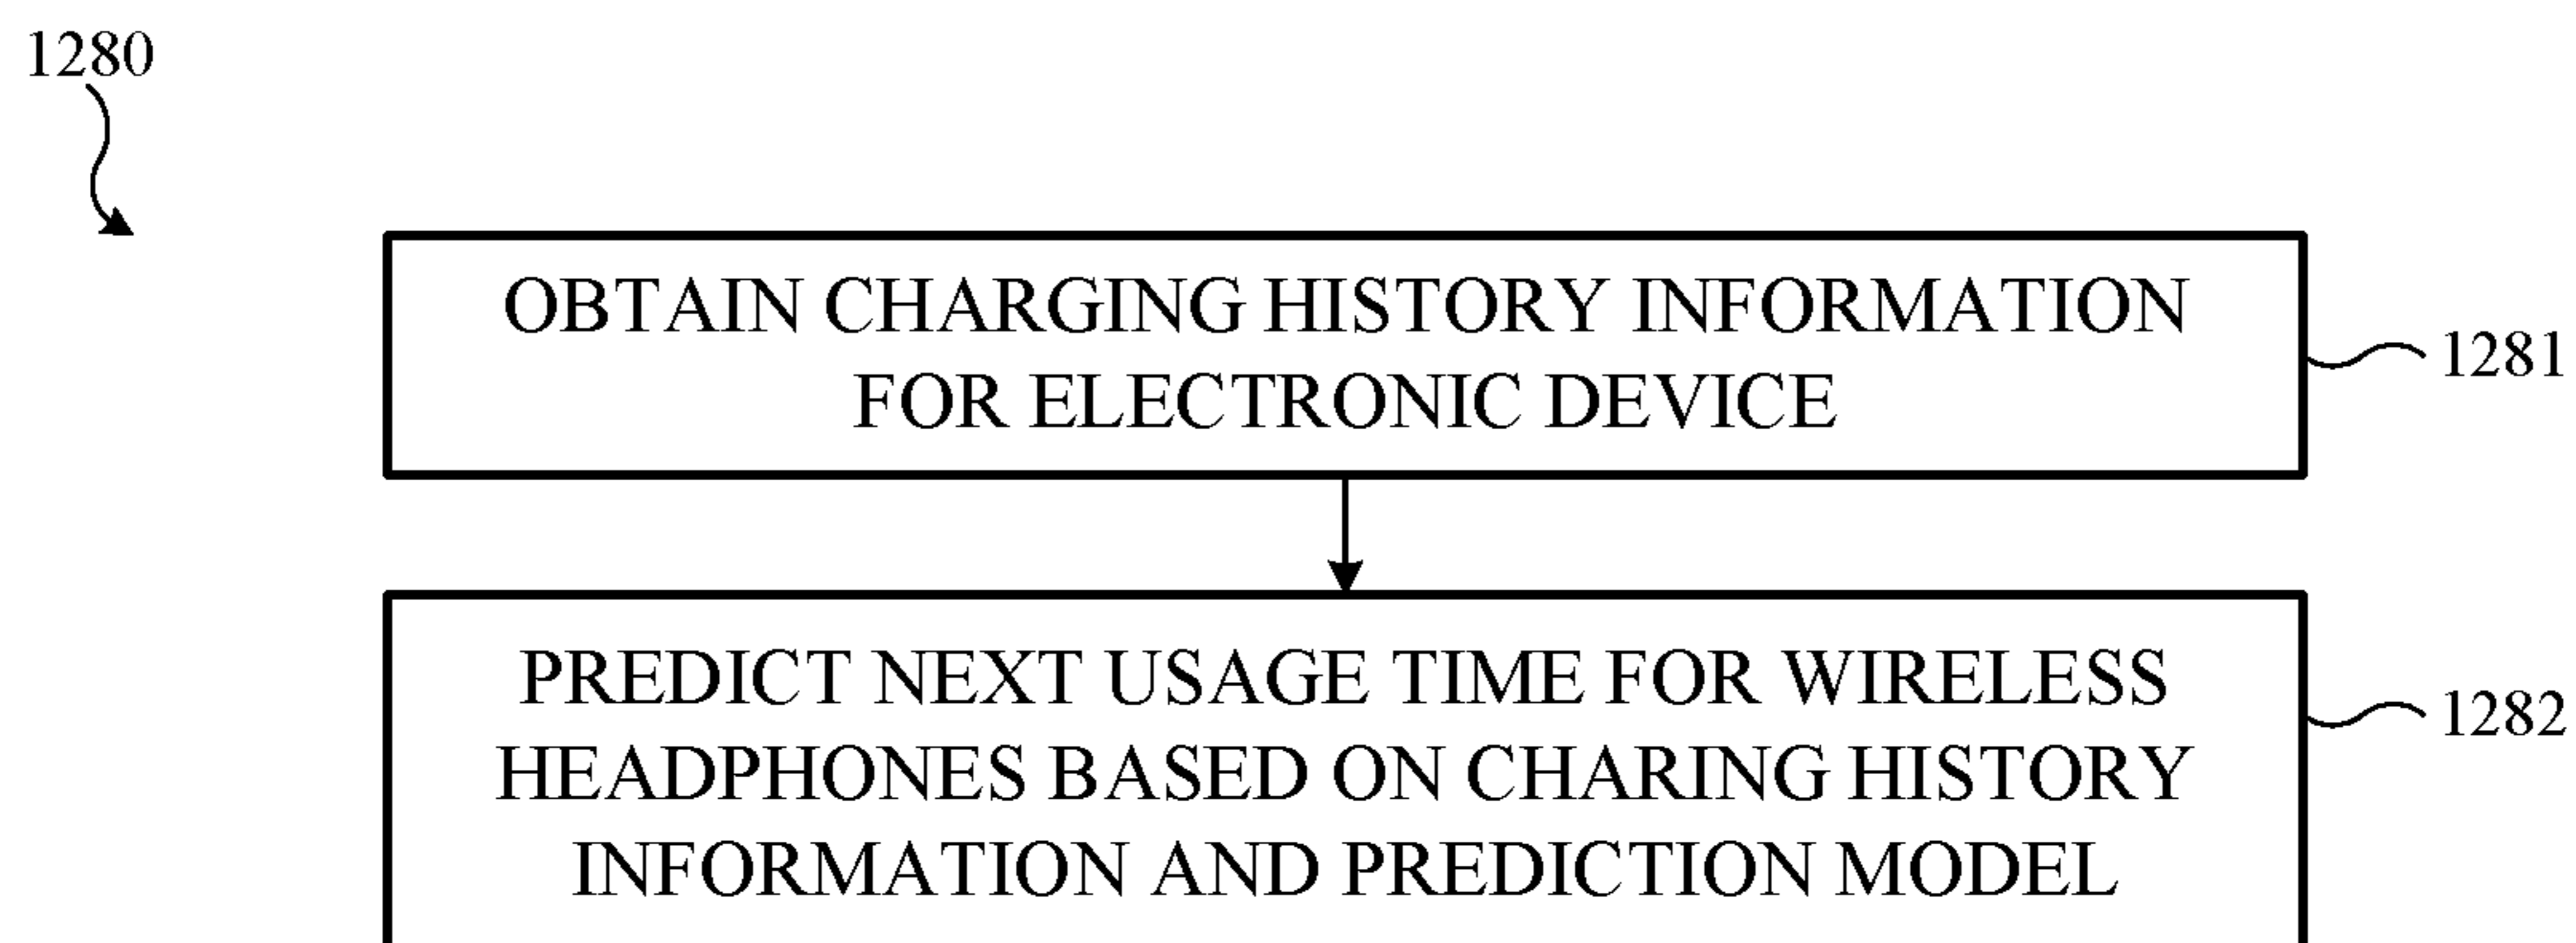 1280
OBTAIN CHARGING HISTORY INFORMATION
FOR ELECTRONIC DEVICE
1281
PREDICT NEXT USAGE TIME FOR WIRELESS
HEADPHONES BASED ON CHARING HISTORY
INFORMATION AND PREDICTION MODEL
1282